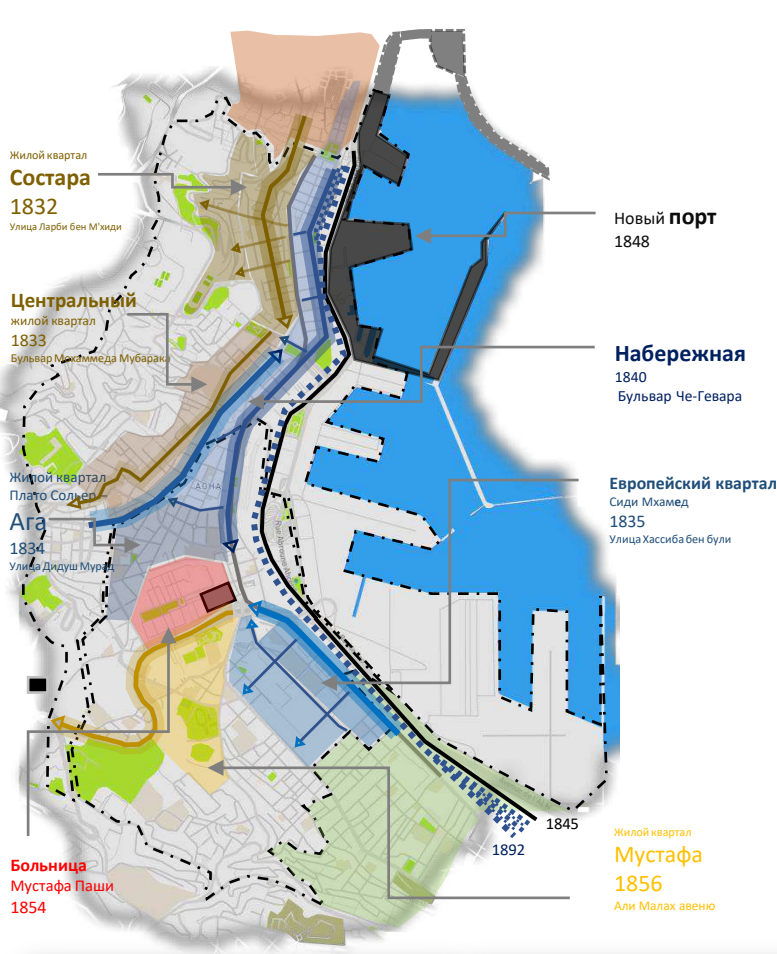 Жилой квартал
Состара
1832
Улица Ларби бен М'хиди
Центральный
жилой квартал
1833
Бульвар Мохаммеда Мубарака
Жилой квартал
Плато Сольер
Ага
1834
Улица Дидуш Мурад
Больница
Мустафа Паши
1854
Новый порт
1848
Набережная
1840
Бульвар Че-Гевара
Европейский квартал
Сиди Мхамед
1835
Улица Хассиба бен були
1845
1892
Жилой квартал
Мустафа
1856
Али Малах авеню